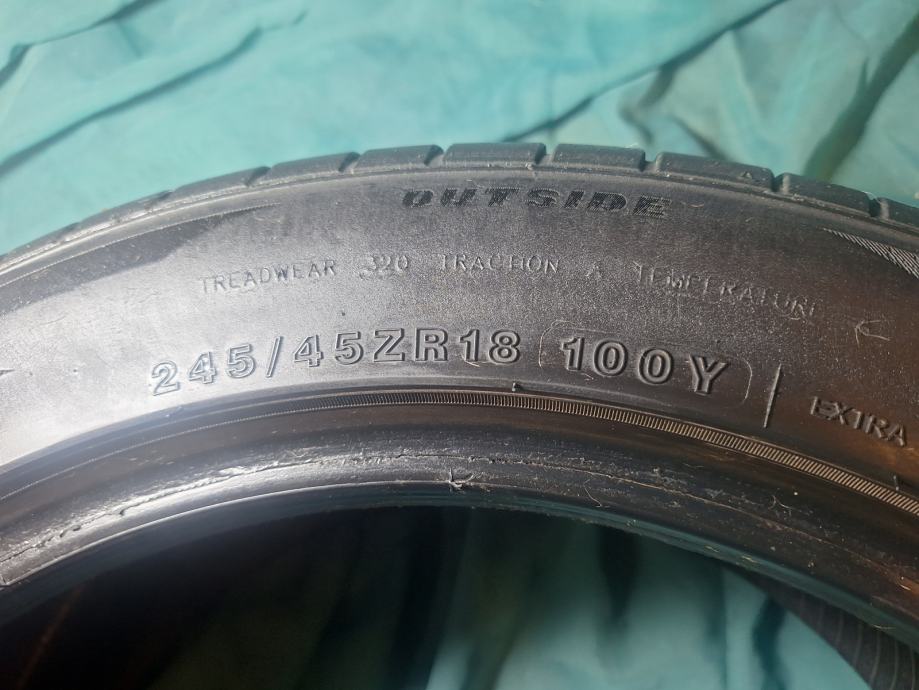 OUTSIDE
TREADWEAR 320 TRACTION A TEMPERATURE
245/45ZR18 (100Y) | EXTRA